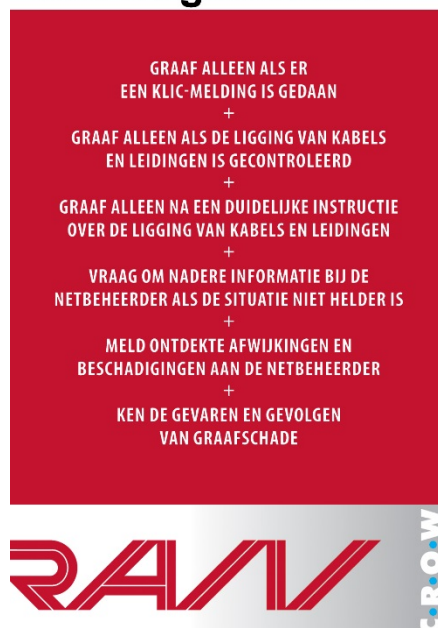 GRAAF ALLEEN ALS ER
EEN KLIC-MELDING IS GEDAAN
+
GRAAF ALLEEN ALS DE LIGGING VAN KABELS
EN LEIDINGEN IS GECONTROLEERD
+
GRAAF ALLEEN NA EEN DUIDELIJKE INSTRUCTIE
OVER DE LIGGING VAN KABELS EN LEIDINGEN
+
VRAAG OM NADERE INFORMATIE BIJ DE
NETBEHEERDER ALS DE SITUATIE NIET HELDER IS
+
MELD ONTDEKTE AFWIJKINGEN EN
BESCHADIGINGEN AAN DE NETBEHEERDER
+
KEN DE GEVAREN EN GEVOLGEN
VAN GRAAFSCHADE
RAW
C·R·O·W